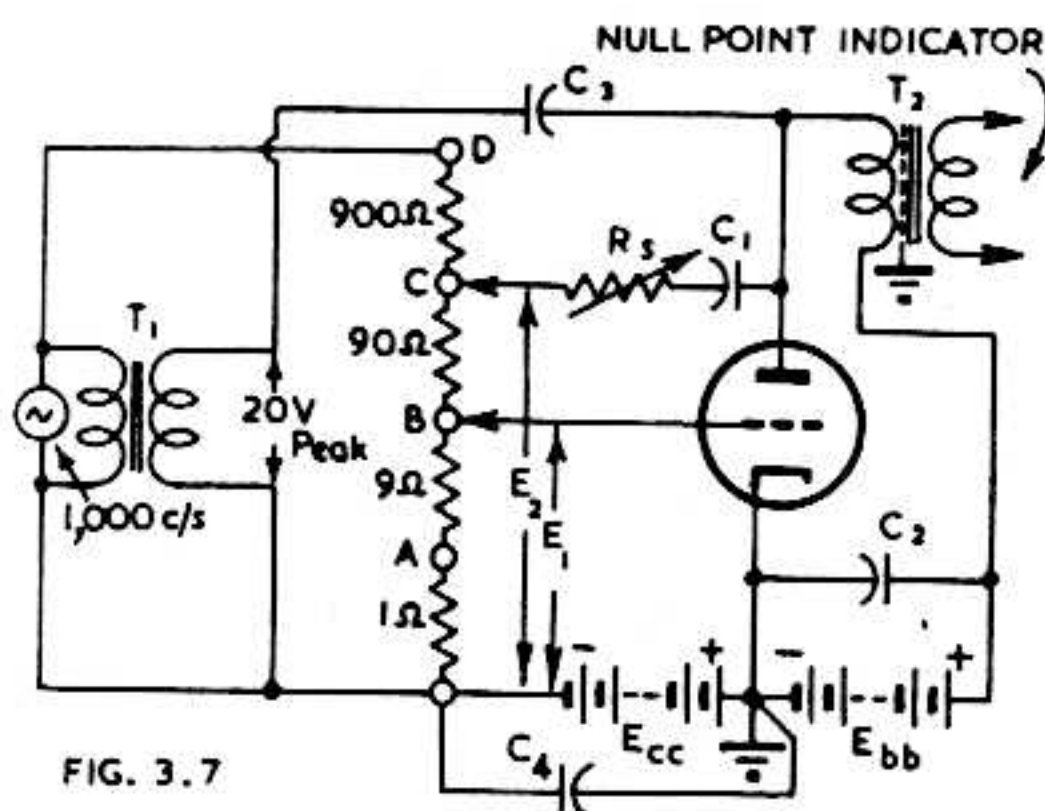 NULL POINT INDICATOR
C3
T2
D
900Ω
Rs
C1
C
T1
90Ω
20V
Peak
B
9Ω
E2
E1
1,000 c/s
C2
A
1Ω
- + - +
Ecc
Ebb
C4
FIG. 3.7